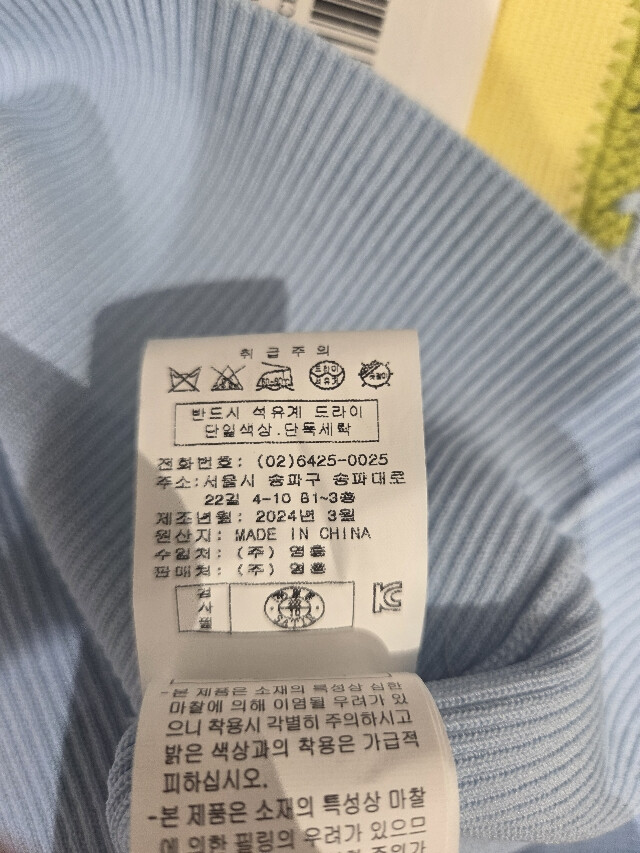 취급주의
드라이
석유계
반드시 석유계 드라이
단일색상.단독세탁
전화번호: (02)6425-0025
주소:서울시 송파구 송파대로
22길 4-10 B1~3층
제조년월: 2024년 3월
원산지: MADE IN CHINA
수입처: (주)
판매처: (주)
검
사
필
-본 제품은 소재의 특성상 심한
마찰에 의해 이염될 우려가 있
으니 착용시 각별히 주의하시고
밝은 색상과의 착용은 가급적
피하십시오.
-본 제품은 소재의 특성상 마찰
에 의한 필링의 우려가 있으므